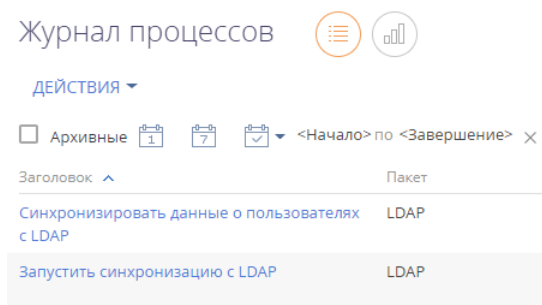 Журнал процессов
ДЕЙСТВИЯ
Архивные 1 7 <Начало> по <Завершение>
Заголовок Пакет
Синхронизировать данные о пользователях LDAP
с LDAP
Запустить синхронизацию с LDAP LDAP